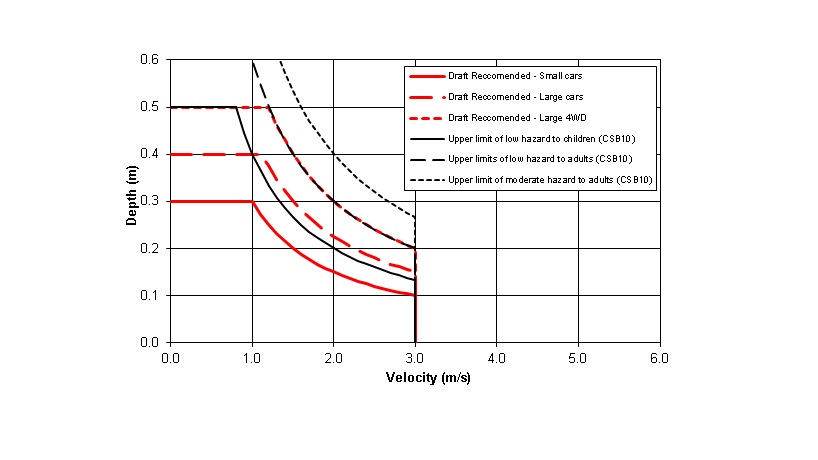 0.6
0.5
0.4
0.3
0.2
0.1
0.0
Depth (m)
0.0 1.0 2.0 3.0 4.0 5.0 6.0
Velocity (m/s)
Draft Reccomended - Small cars
Draft Reccomended - Large cars
Draft Reccomended - Large 4WD
Upper limit of low hazard to children (CSB10)
Upper limits of low hazard to adults (CSB10)
Upper limit of moderate hazard to adults (CSB10)